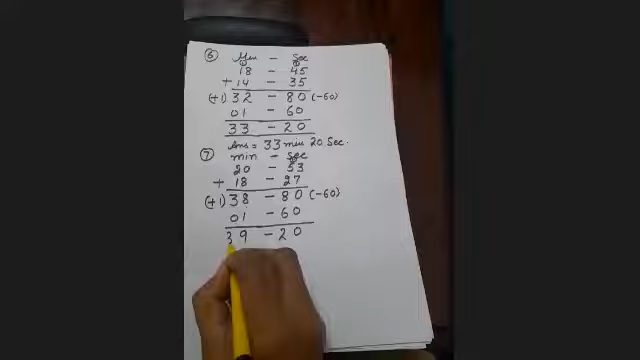 ⑥ Min - Sec
18 - 45
+ 14 - 35
(+1) 32 - 80 (-60)
01 - 60
33 - 20
Ans = 33 min 20 Sec.
⑦ min - sec
20 - 53
+ 18 - 27
(+1) 38 - 80 (-60)
01 - 60
39 - 20